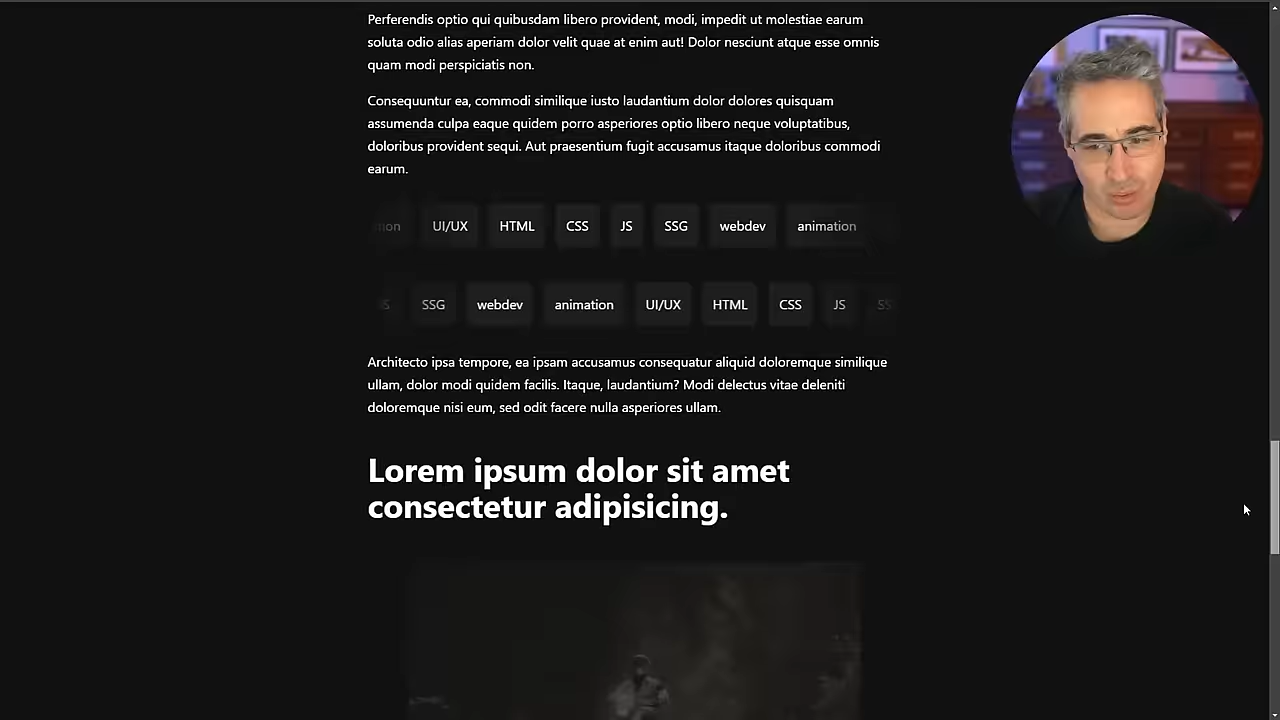 Perferendis optio qui quibusdam libero provident, modi, impedit ut molestiae earum
soluta odio alias aperiam dolor velit quae at enim aut! Dolor nesciunt atque esse omnis
quam modi perspiciatis non.
Consequuntur ea, commodi similique iusto laudantium dolor dolores quisquam
assumenda culpa eaque quidem porro asperiores optio libero neque voluptatibus,
doloribus provident sequi. Aut praesentium fugit accusamus itaque doloribus commodi
earum.
UI/UX HTML CSS JS SSG webdev animation
SSG webdev animation UI/UX HTML CSS JS
Architecto ipsa tempore, ea ipsam accusamus consequatur aliquid doloremque similique
ullam, dolor modi quidem facilis. Itaque, laudantium? Modi delectus vitae deleniti
doloremque nisi eum, sed odit facere nulla asperiores ullam.
Lorem ipsum dolor sit amet
consectetur adipisicing.